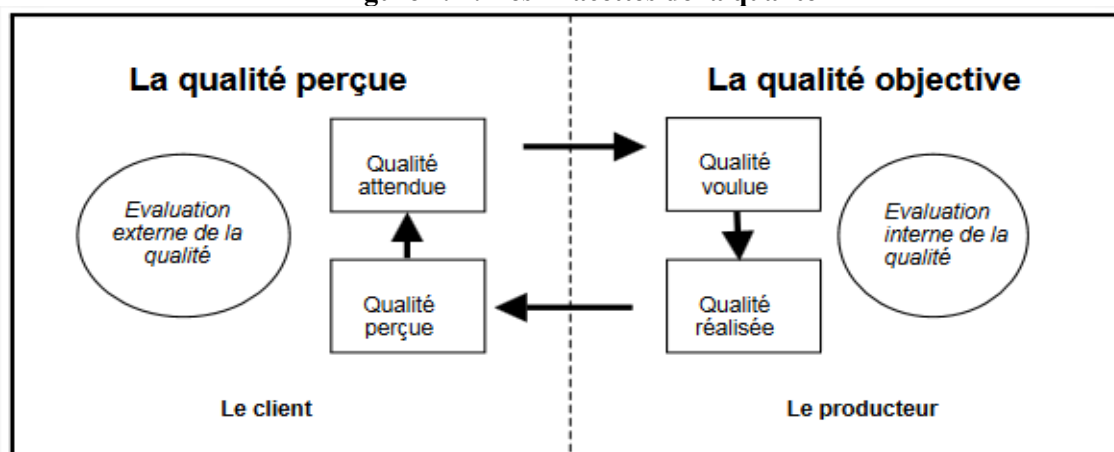 La qualité perçue
La qualité objective
Qualité
attendue
Qualité
voulue
Evaluation
externe de la
qualité
Evaluation
interne de la
qualité
Qualité
perçue
Qualité
réalisée
Le client
Le producteur